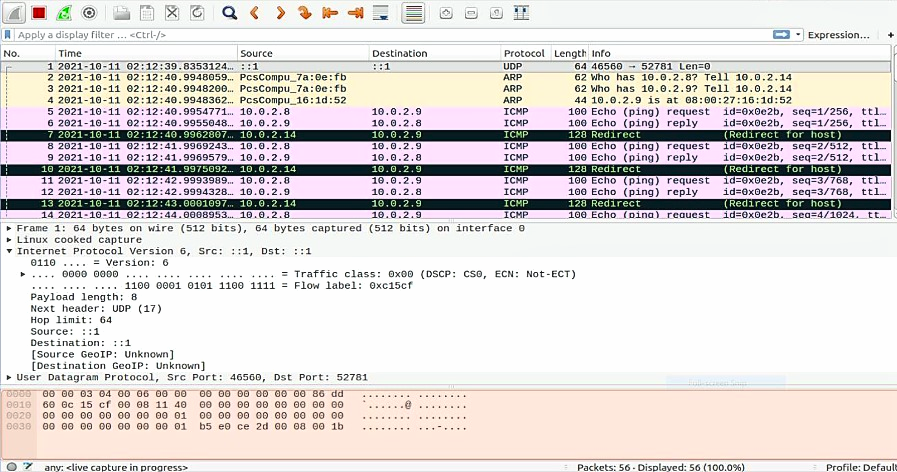 Apply a display filter ... <Ctrl-/> Expression... +
No. Time Source Destination Protocol Length Info
1 2021-10-11 02:12:39.8353124... ::1 ::1 UDP 64 46560 → 52781 Len=0
2 2021-10-11 02:12:40.9948059... PcsCompu_7a:0e:fb ARP 62 Who has 10.0.2.8? Tell 10.0.2.14
3 2021-10-11 02:12:40.9948200... PcsCompu_7a:0e:fb ARP 62 Who has 10.0.2.9? Tell 10.0.2.14
4 2021-10-11 02:12:40.9948362... PcsCompu_16:1d:52 ARP 44 10.0.2.9 is at 08:00:27:16:1d:52
5 2021-10-11 02:12:40.9954771... 10.0.2.8 10.0.2.9 ICMP 100 Echo (ping) request id=0x0e2b, seq=1/256, ttl...
6 2021-10-11 02:12:40.9955048... 10.0.2.9 10.0.2.8 ICMP 100 Echo (ping) reply id=0x0e2b, seq=1/256, ttl...
7 2021-10-11 02:12:40.9962807... 10.0.2.14 10.0.2.9 ICMP 128 Redirect (Redirect for host)
8 2021-10-11 02:12:41.9969243... 10.0.2.8 10.0.2.9 ICMP 100 Echo (ping) request id=0x0e2b, seq=2/512, ttl...
9 2021-10-11 02:12:41.9969579... 10.0.2.9 10.0.2.8 ICMP 100 Echo (ping) reply id=0x0e2b, seq=2/512, ttl...
10 2021-10-11 02:12:41.9975092... 10.0.2.14 10.0.2.9 ICMP 128 Redirect (Redirect for host)
11 2021-10-11 02:12:42.9993989... 10.0.2.8 10.0.2.9 ICMP 100 Echo (ping) request id=0x0e2b, seq=3/768, ttl...
12 2021-10-11 02:12:42.9994328... 10.0.2.9 10.0.2.8 ICMP 100 Echo (ping) reply id=0x0e2b, seq=3/768, ttl...
13 2021-10-11 02:12:43.0001097... 10.0.2.14 10.0.2.9 ICMP 128 Redirect (Redirect for host)
14 2021-10-11 02:12:44.0008953... 10.0.2.8 10.0.2.9 ICMP 100 Echo (ping) request id=0x0e2b, seq=4/1024, tt...
Frame 1: 64 bytes on wire (512 bits), 64 bytes captured (512 bits) on interface 0
Linux cooked capture
Internet Protocol Version 6, Src: ::1, Dst: ::1
0110 .... = Version: 6
.... 0000 0000 .... .... .... .... .... = Traffic class: 0x00 (DSCP: CS0, ECN: Not-ECT)
.... .... .... 1100 0001 0101 1100 1111 = Flow label: 0xc15cf
Payload length: 8
Next header: UDP (17)
Hop limit: 64
Source: ::1
Destination: ::1
[Source GeoIP: Unknown]
[Destination GeoIP: Unknown]
User Datagram Protocol, Src Port: 46560, Dst Port: 52781
0000 00 00 03 04 00 06 00 00 00 00 00 00 00 00 86 dd ........ ........
0010 60 0c 15 cf 00 08 11 40 00 00 00 00 00 00 00 00 `......@ ........
0020 00 00 00 00 00 00 00 01 00 00 00 00 00 00 00 00 ........ ........
0030 00 00 00 00 00 00 00 01 b5 e0 ce 2d 00 08 00 1b ........ ...-....
any: <live capture in progress> Packets: 56 · Displayed: 56 (100.0%) Profile: Defaul